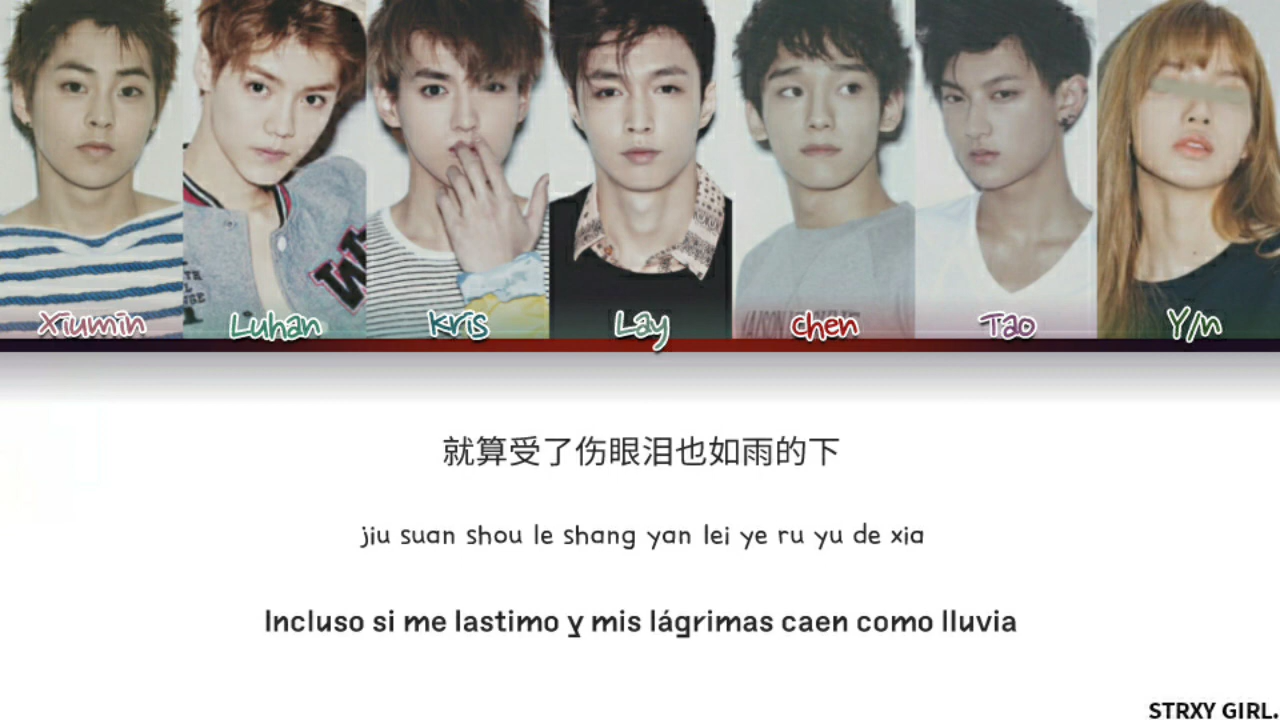 Xiumin Luhan Kris Lay Chen Tao Y/n
就算受了伤眼泪也如雨的下
jiu suan shou le shang yan lei ye ru yu de xia
Incluso si me lastimo y mis lágrimas caen como lluvia
STRXY GIRL.